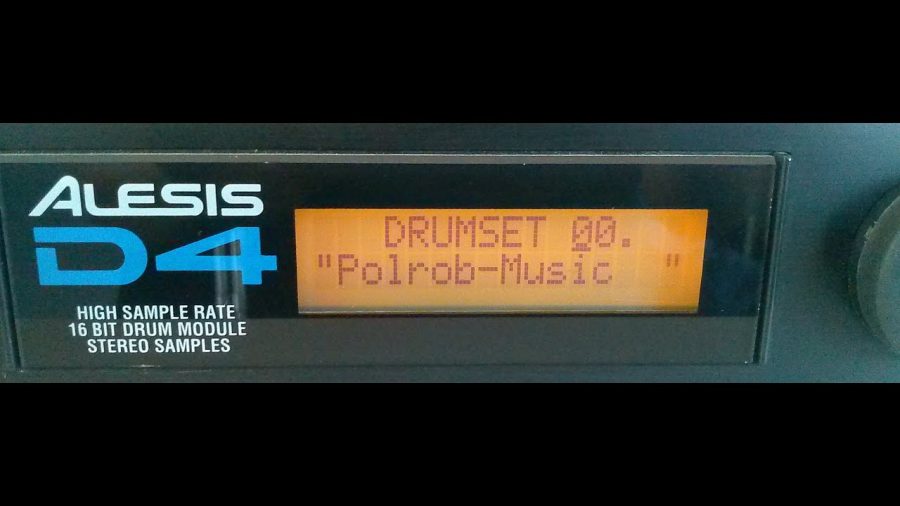 ALESIS
D4
HIGH SAMPLE RATE
16 BIT DRUM MODULE
STEREO SAMPLES
DRUMSET 00.
"Polrob-Music   "